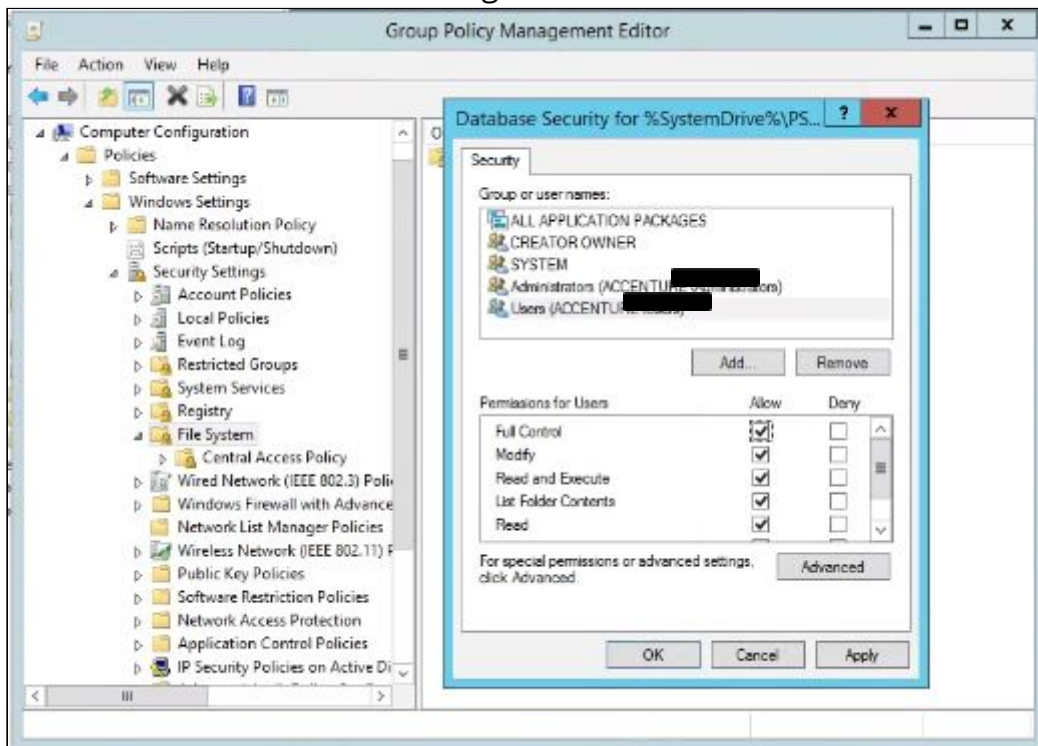 Group Policy Management Editor
File Action View Help
Computer Configuration
Policies
Software Settings
Windows Settings
Name Resolution Policy
Scripts (Startup/Shutdown)
Security Settings
Account Policies
Local Policies
Event Log
Restricted Groups
System Services
Registry
File System
Central Access Policy
Wired Network (IEEE 802.3) Poli
Windows Firewall with Advance
Network List Manager Policies
Wireless Network (IEEE 802.11) P
Public Key Policies
Software Restriction Policies
Network Access Protection
Application Control Policies
IP Security Policies on Active Di
Database Security for %SystemDrive%\PS...
Security
Group or user names:
ALL APPLICATION PACKAGES
CREATOR OWNER
SYSTEM
Administrators (ACCENTURE
Users (ACCENTU
Add... Remove
Permissions for Users Allow Deny
Full Control
Modify
Read and Execute
List Folder Contents
Read
For special permissions or advanced settings,
click Advanced.
Advanced
OK Cancel Apply